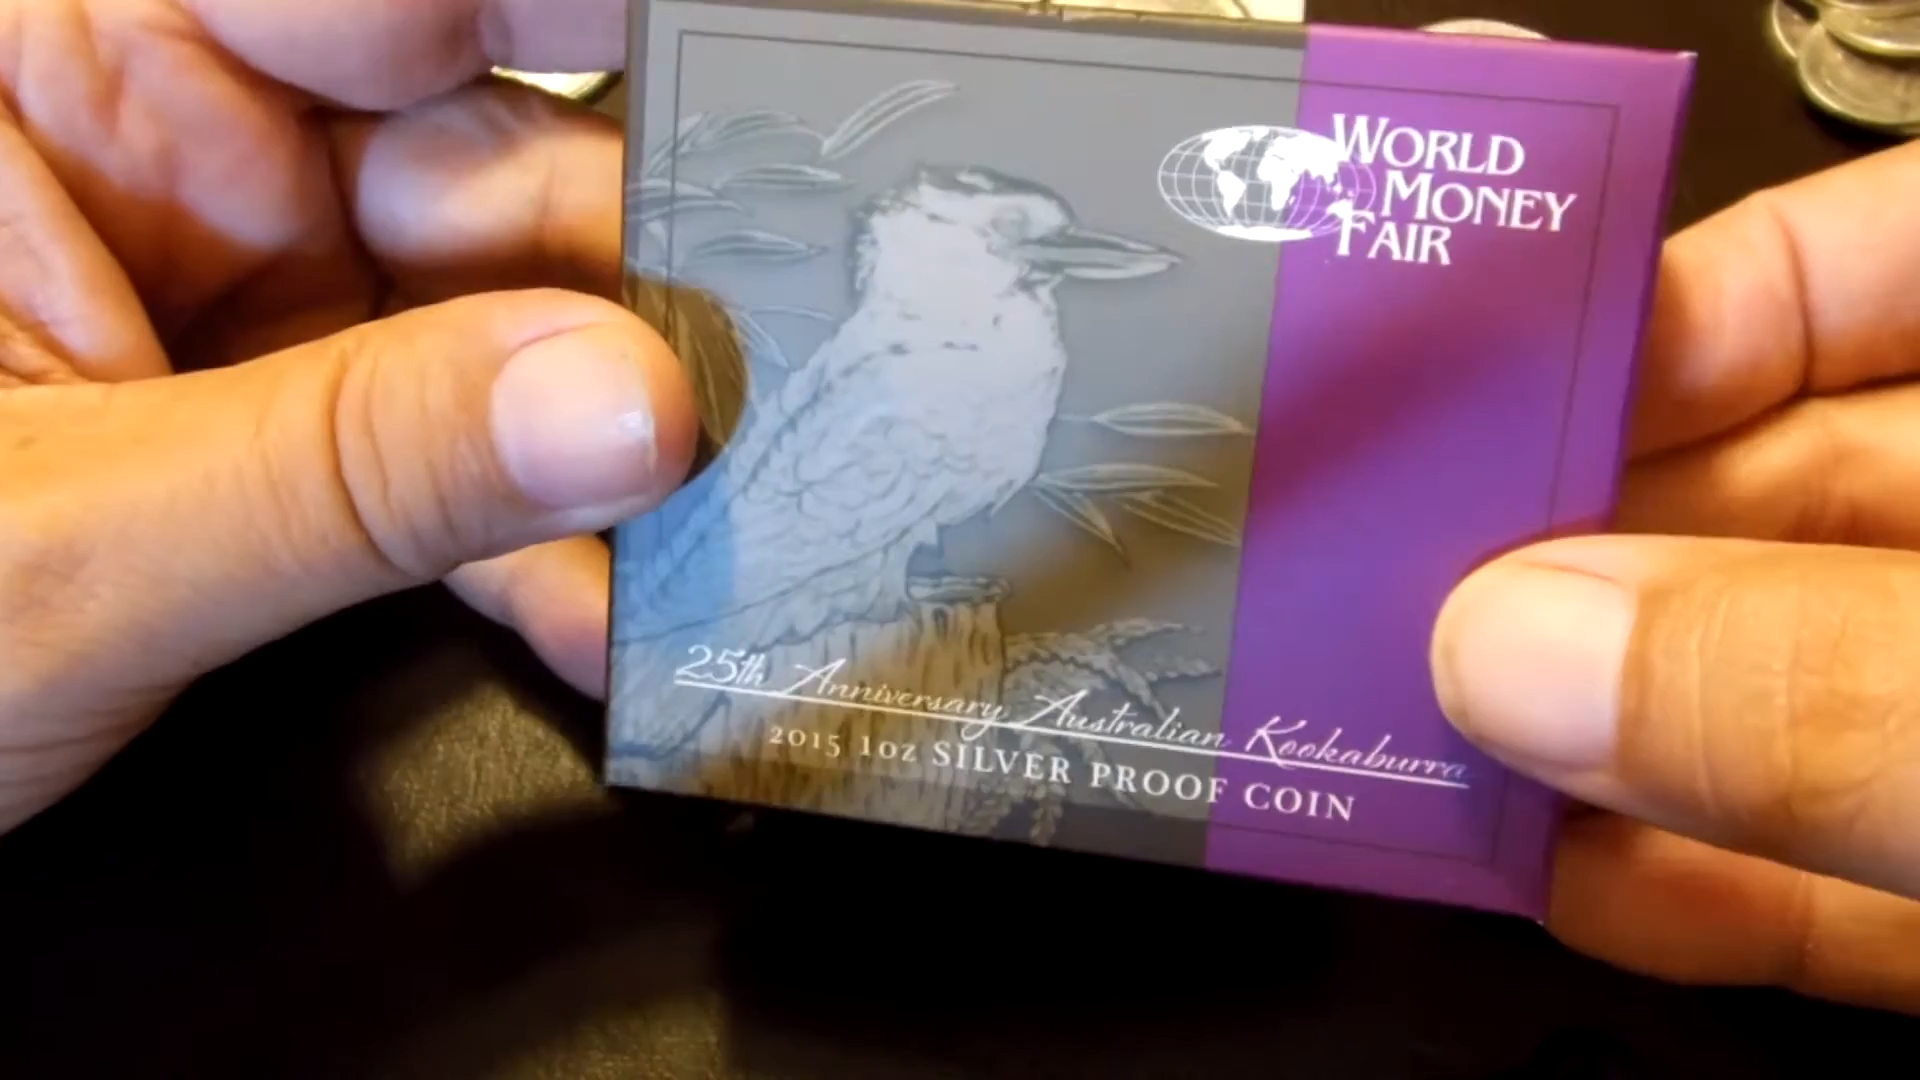 WORLD
MONEY
FAIR
25th Anniversary Australian Kookaburra
2015 1oz SILVER PROOF COIN